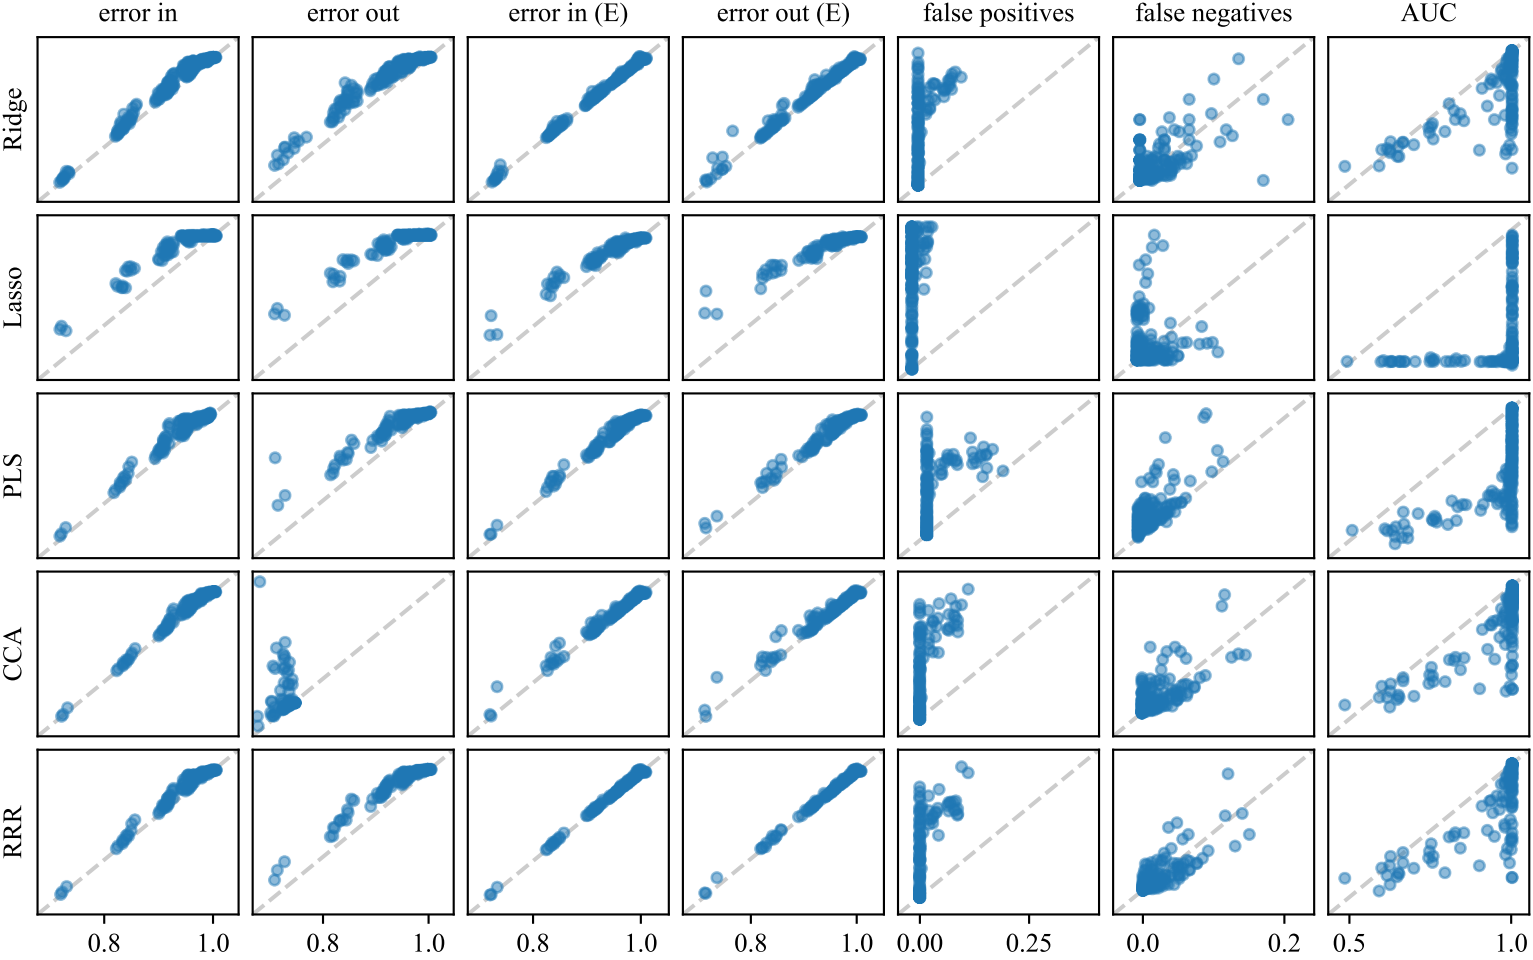 error in error out error in (E) error out (E) false positives false negatives AUC
Ridge
Lasso
PLS
CCA
RRR
0.8 1.0 0.8 1.0 0.8 1.0 0.8 1.0 0.00 0.25 0.0 0.2 0.5 1.0